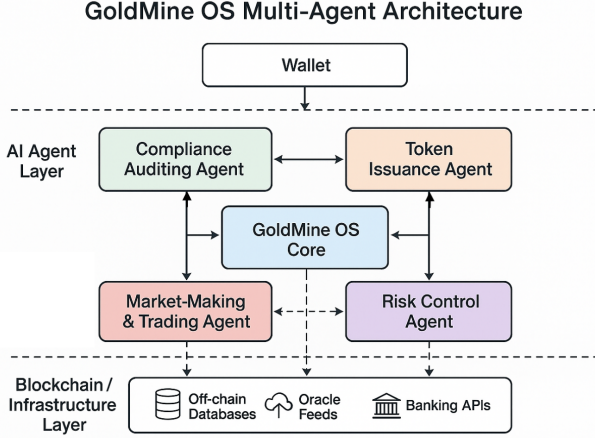 GoldMine OS Multi-Agent Architecture
Wallet
AI Agent
Layer
Compliance
Auditing Agent
Token
Issuance Agent
GoldMine OS
Core
Market-Making
& Trading Agent
Risk Control
Agent
Blockchain/
Infrastructure
Layer
Off-chain
Databases
Oracle
Feeds
Banking APIs